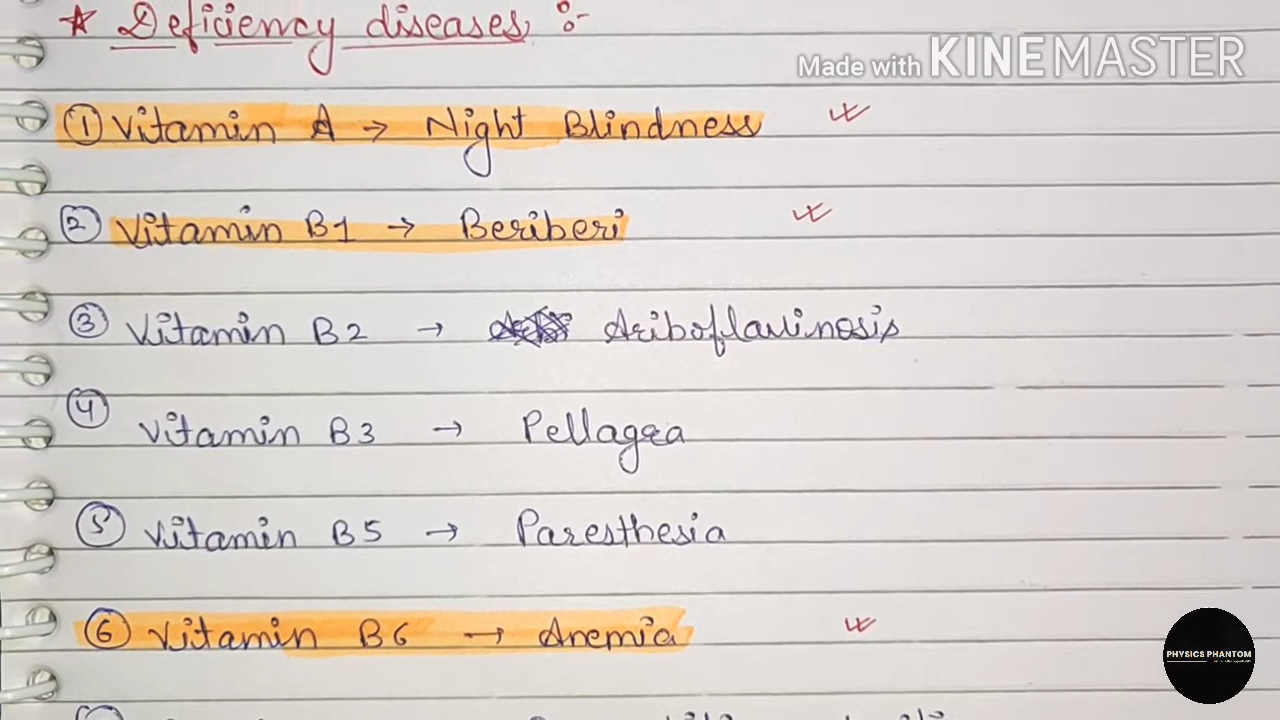 ★ Deficiency diseases :-
Made with KINEMASTER
① Vitamin A → Night Blindness
② Vitamin B1 → Beriberi
③ Vitamin B2 → Ariboflavinosis
④ Vitamin B3 → Pellagra
⑤ Vitamin B5 → Paresthesia
⑥ Vitamin B6 → Anemia
PHYSICS PHANTOM